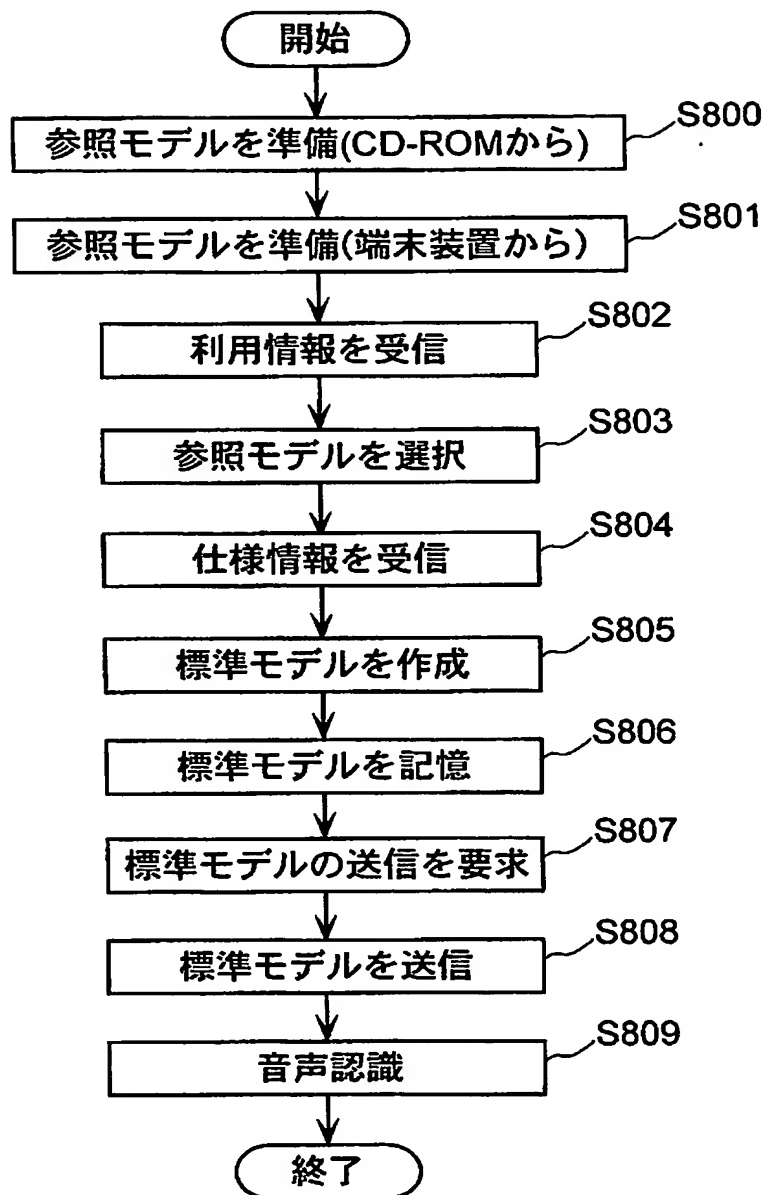 開始
S800
参照モデルを準備(CD-ROMから)
S801
参照モデルを準備(端末装置から)
S802
利用情報を受信
S803
参照モデルを選択
S804
仕様情報を受信
S805
標準モデルを作成
S806
標準モデルを記憶
S807
標準モデルの送信を要求
S808
標準モデルを送信
S809
音声認識
終了